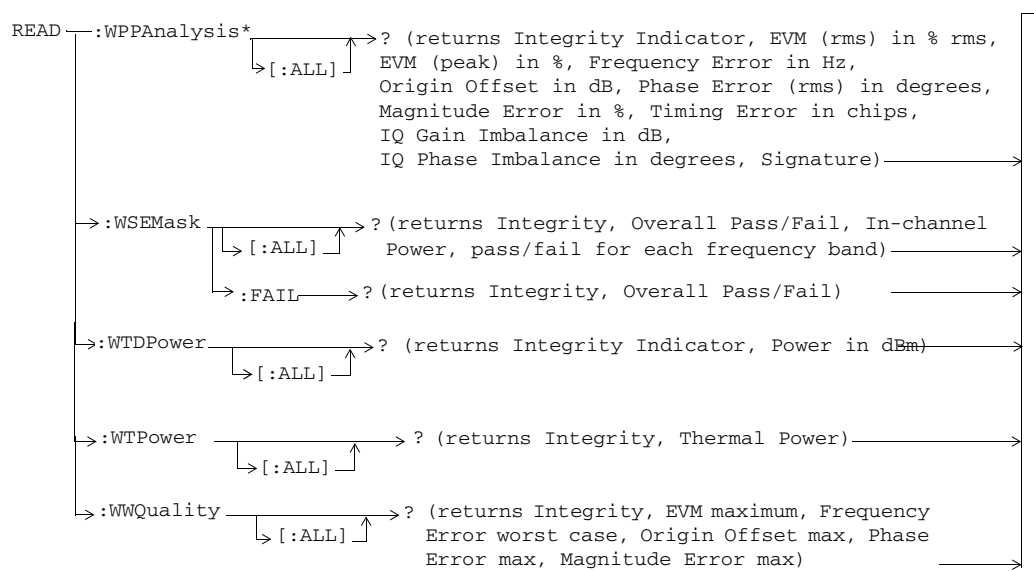 READ :WPPAnalysis* ? (returns Integrity Indicator, EVM (rms) in % rms,
[:ALL] EVM (peak) in %, Frequency Error in Hz,
Origin Offset in dB, Phase Error (rms) in degrees,
Magnitude Error in %, Timing Error in chips,
IQ Gain Imbalance in dB,
IQ Phase Imbalance in degrees, Signature)
:WSEMask ? (returns Integrity, Overall Pass/Fail, In-channel
[:ALL] Power, pass/fail for each frequency band)
:FAIL ? (returns Integrity, Overall Pass/Fail)
:WTDPower ? (returns Integrity Indicator, Power in dBm)
[:ALL]
:WTPower ? (returns Integrity, Thermal Power)
[:ALL]
:WWQuality ? (returns Integrity, EVM maximum, Frequency
[:ALL] Error worst case, Origin Offset max, Phase
Error max, Magnitude Error max)